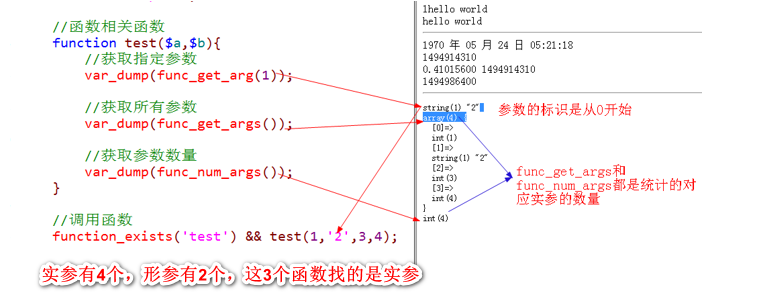 //函数相关函数
function test($a,$b){
//获取指定参数
var_dump(func_get_arg(1));
//获取所有参数
var_dump(func_get_args());
//获取参数数量
var_dump(func_num_args());
}
//调用函数
function_exists('test') && test(1,'2',3,4);
实参有4个，形参有2个，这3个函数找的是实参
1hello world
hello world
1970 年 05 月 24 日 05:21:18
1494914310
0.41015600 1494914310
1494986400
string(1) "2"
array(4) {
[0]=>
int(1)
[1]=>
string(1) "2"
[2]=>
int(3)
[3]=>
int(4)
}
int(4)
参数的标识是从0开始
func_get_args和
func_num_args都是统计的对
应实参的数量